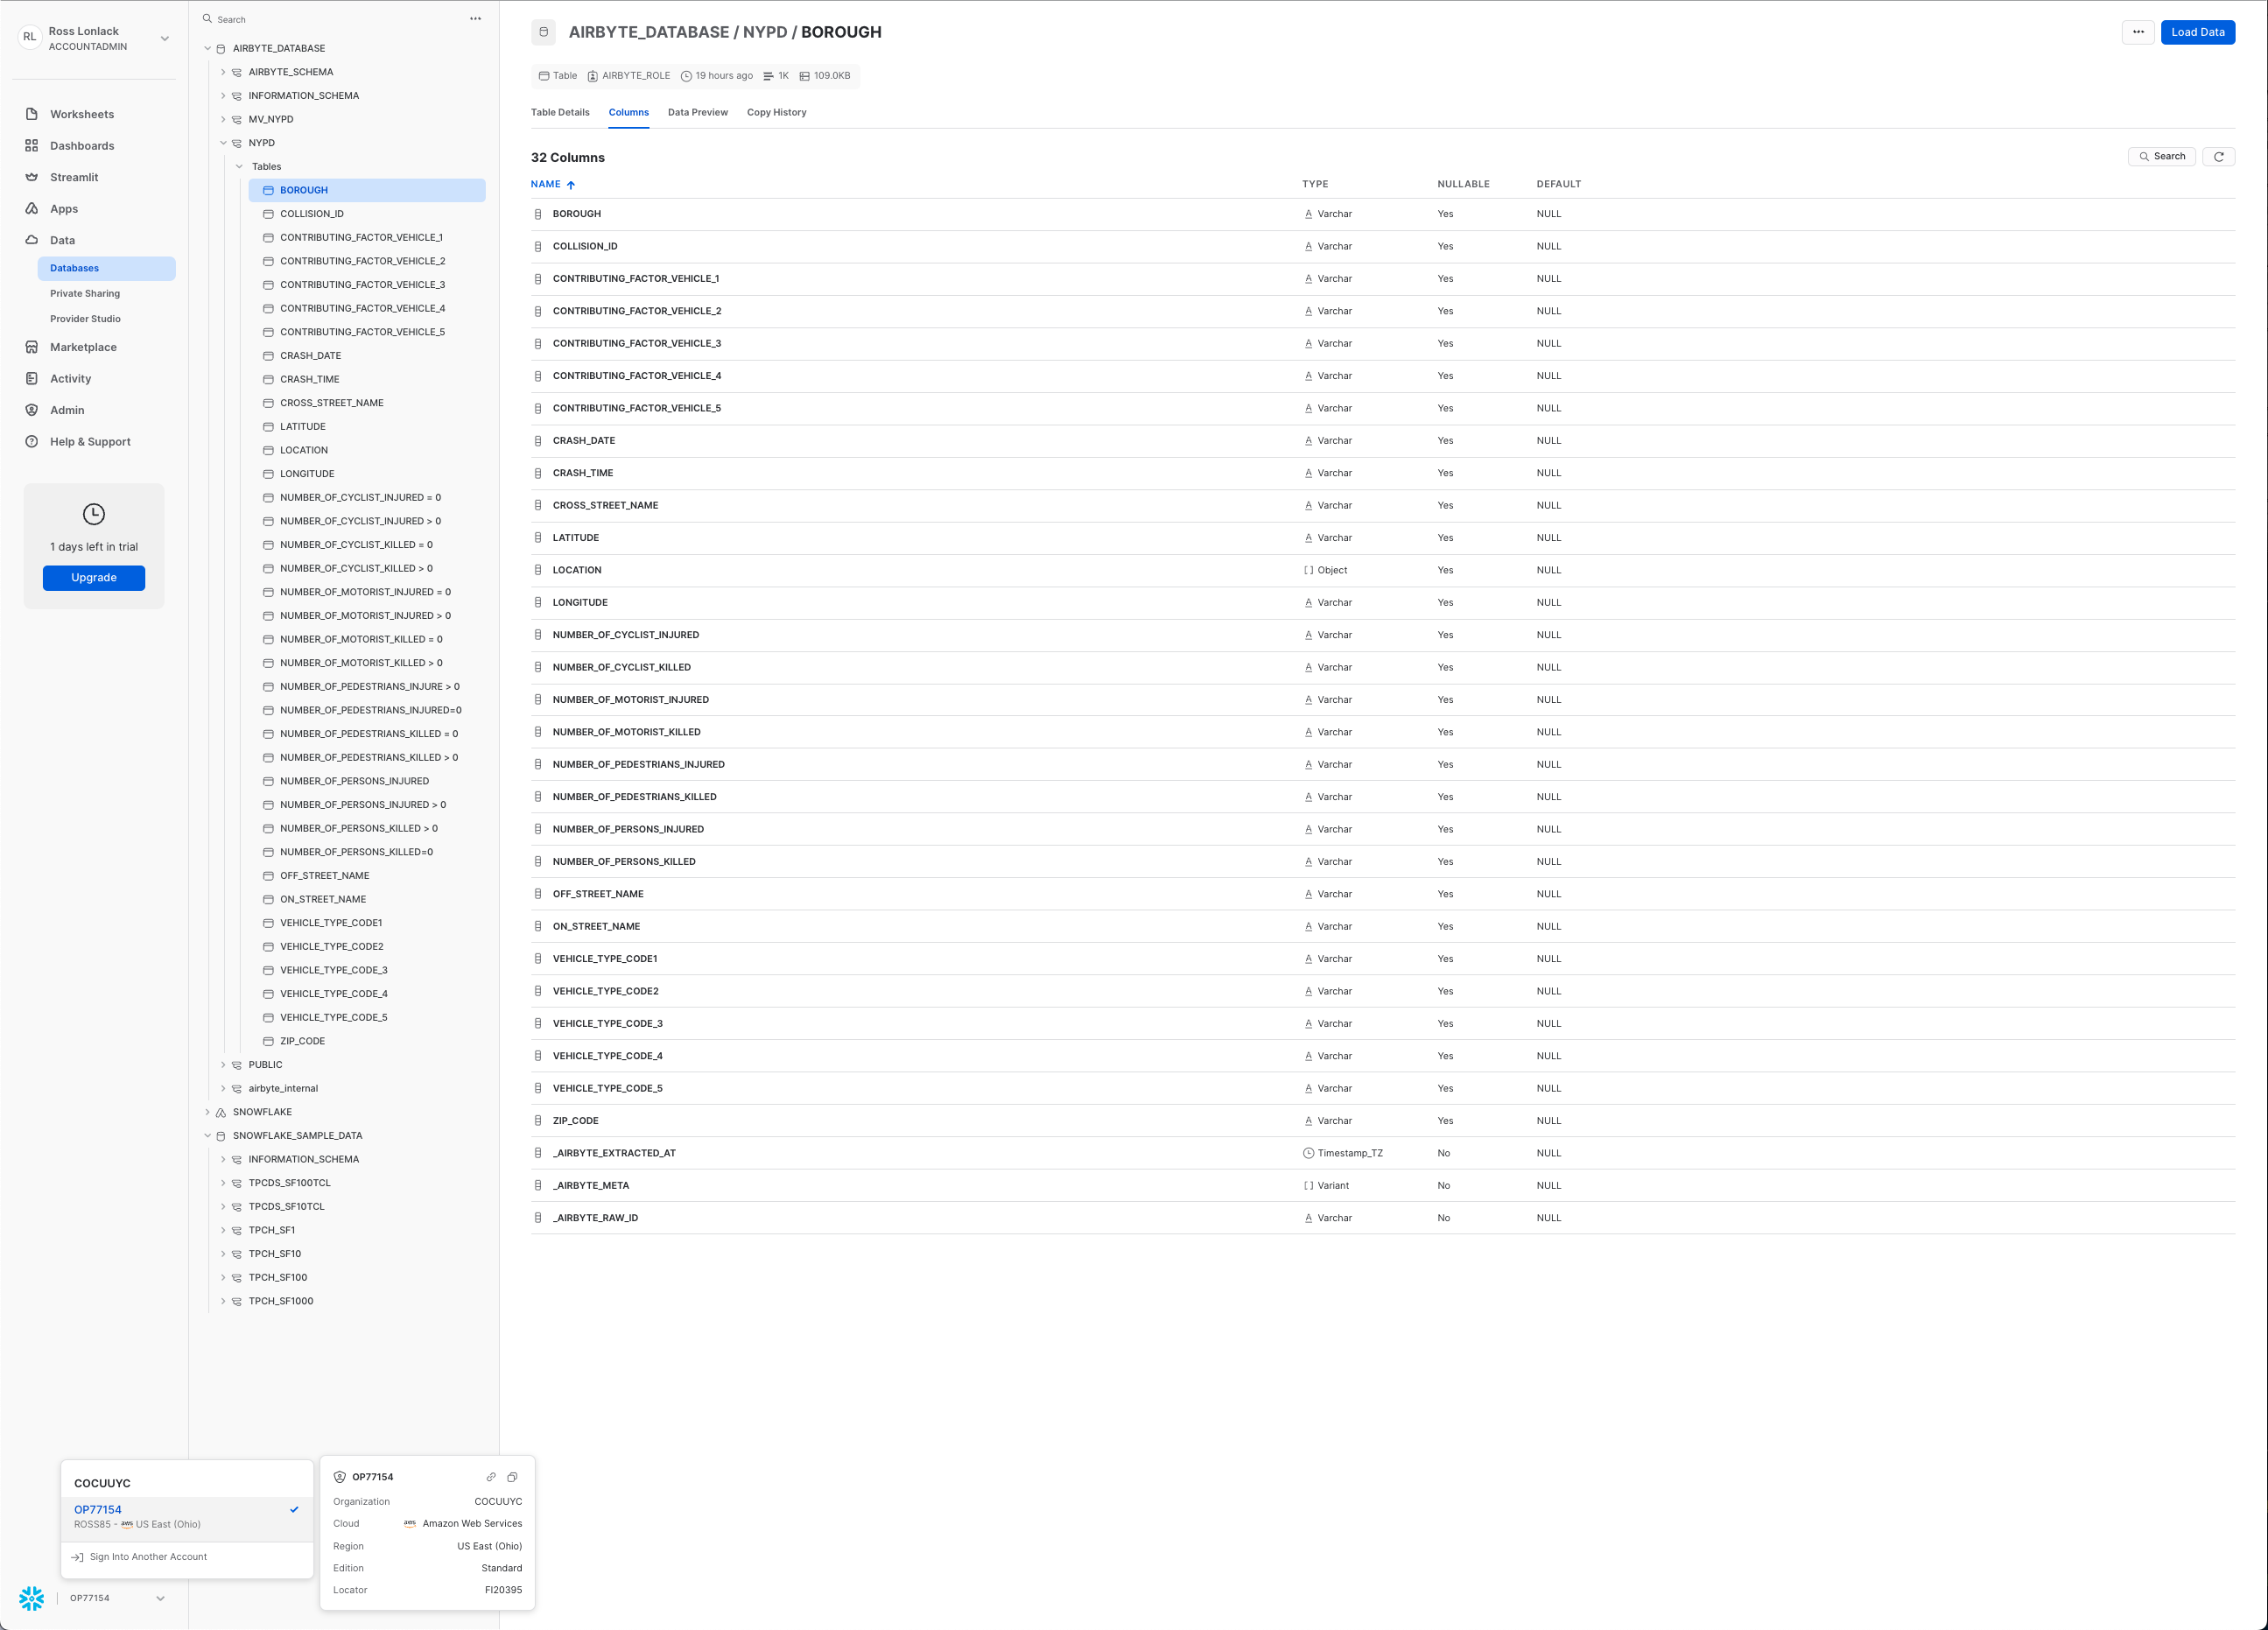 RL
Ross Lonlack
ACCOUNTADMIN
Worksheets
Dashboards
Streamlit
Apps
Data
Databases
Private Sharing
Provider Studio
Marketplace
Activity
Admin
Help & Support
1 days left in trial
Upgrade
Search
AIRBYTE_DATABASE
AIRBYTE_SCHEMA
INFORMATION_SCHEMA
MV_NYPD
NYPD
Tables
BOROUGH
COLLISION_ID
CONTRIBUTING_FACTOR_VEHICLE_1
CONTRIBUTING_FACTOR_VEHICLE_2
CONTRIBUTING_FACTOR_VEHICLE_3
CONTRIBUTING_FACTOR_VEHICLE_4
CONTRIBUTING_FACTOR_VEHICLE_5
CRASH_DATE
CRASH_TIME
CROSS_STREET_NAME
LATITUDE
LOCATION
LONGITUDE
NUMBER_OF_CYCLIST_INJURED = 0
NUMBER_OF_CYCLIST_INJURED > 0
NUMBER_OF_CYCLIST_KILLED = 0
NUMBER_OF_CYCLIST_KILLED > 0
NUMBER_OF_MOTORIST_INJURED = 0
NUMBER_OF_MOTORIST_INJURED > 0
NUMBER_OF_MOTORIST_KILLED = 0
NUMBER_OF_MOTORIST_KILLED > 0
NUMBER_OF_PEDESTRIANS_INJURE > 0
NUMBER_OF_PEDESTRIANS_INJURED=0
NUMBER_OF_PEDESTRIANS_KILLED = 0
NUMBER_OF_PEDESTRIANS_KILLED > 0
NUMBER_OF_PERSONS_INJURED
NUMBER_OF_PERSONS_INJURED > 0
NUMBER_OF_PERSONS_KILLED > 0
NUMBER_OF_PERSONS_KILLED=0
OFF_STREET_NAME
ON_STREET_NAME
VEHICLE_TYPE_CODE1
VEHICLE_TYPE_CODE2
VEHICLE_TYPE_CODE_3
VEHICLE_TYPE_CODE_4
VEHICLE_TYPE_CODE_5
ZIP_CODE
PUBLIC
airbyte_internal
SNOWFLAKE
SNOWFLAKE_SAMPLE_DATA
INFORMATION_SCHEMA
TPCDS_SF100TCL
TPCDS_SF10TCL
TPCH_SF1
TPCH_SF10
TPCH_SF100
TPCH_SF1000
AIRBYTE_DATABASE / NYPD / BOROUGH
Load Data
Table AIRBYTE_ROLE 19 hours ago 1K 109.0KB
Table Details Columns Data Preview Copy History
32 Columns
Search
NAME TYPE NULLABLE DEFAULT
BOROUGH A Varchar Yes NULL
COLLISION_ID A Varchar Yes NULL
CONTRIBUTING_FACTOR_VEHICLE_1 A Varchar Yes NULL
CONTRIBUTING_FACTOR_VEHICLE_2 A Varchar Yes NULL
CONTRIBUTING_FACTOR_VEHICLE_3 A Varchar Yes NULL
CONTRIBUTING_FACTOR_VEHICLE_4 A Varchar Yes NULL
CONTRIBUTING_FACTOR_VEHICLE_5 A Varchar Yes NULL
CRASH_DATE A Varchar Yes NULL
CRASH_TIME A Varchar Yes NULL
CROSS_STREET_NAME A Varchar Yes NULL
LATITUDE A Varchar Yes NULL
LOCATION [ ] Object Yes NULL
LONGITUDE A Varchar Yes NULL
NUMBER_OF_CYCLIST_INJURED A Varchar Yes NULL
NUMBER_OF_CYCLIST_KILLED A Varchar Yes NULL
NUMBER_OF_MOTORIST_INJURED A Varchar Yes NULL
NUMBER_OF_MOTORIST_KILLED A Varchar Yes NULL
NUMBER_OF_PEDESTRIANS_INJURED A Varchar Yes NULL
NUMBER_OF_PEDESTRIANS_KILLED A Varchar Yes NULL
NUMBER_OF_PERSONS_INJURED A Varchar Yes NULL
NUMBER_OF_PERSONS_KILLED A Varchar Yes NULL
OFF_STREET_NAME A Varchar Yes NULL
ON_STREET_NAME A Varchar Yes NULL
VEHICLE_TYPE_CODE1 A Varchar Yes NULL
VEHICLE_TYPE_CODE2 A Varchar Yes NULL
VEHICLE_TYPE_CODE_3 A Varchar Yes NULL
VEHICLE_TYPE_CODE_4 A Varchar Yes NULL
VEHICLE_TYPE_CODE_5 A Varchar Yes NULL
ZIP_CODE A Varchar Yes NULL
_AIRBYTE_EXTRACTED_AT Timestamp_TZ No NULL
_AIRBYTE_META [ ] Variant No NULL
_AIRBYTE_RAW_ID A Varchar No NULL
COCUUYC
OP77154
ROSS85 - aws US East (Ohio)
Sign Into Another Account
OP77154
OP77154
Organization COCUUYC
Cloud aws Amazon Web Services
Region US East (Ohio)
Edition Standard
Locator FI20395